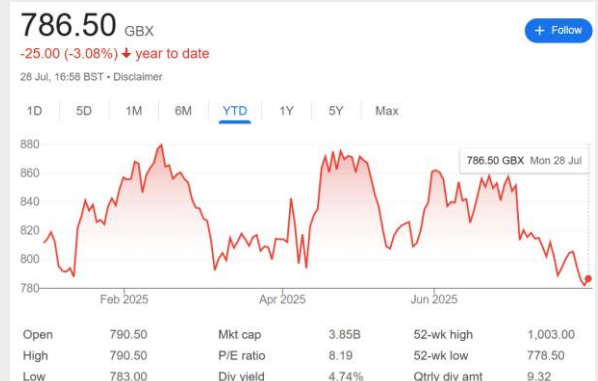 786.50 GBX
+ Follow
-25.00 (-3.08%) ↓ year to date
28 Jul, 16:58 BST • Disclaimer
1D 5D 1M 6M YTD 1Y 5Y Max
880
786.50 GBX Mon 28 Jul
860
840
820
800
780
Feb 2025 Apr 2025 Jun 2025
Open 790.50 Mkt cap 3.85B 52-wk high 1,003.00
High 790.50 P/E ratio 8.19 52-wk low 778.50
Low 783.00 Div yield 4.74% Qtrly div amt 9.32